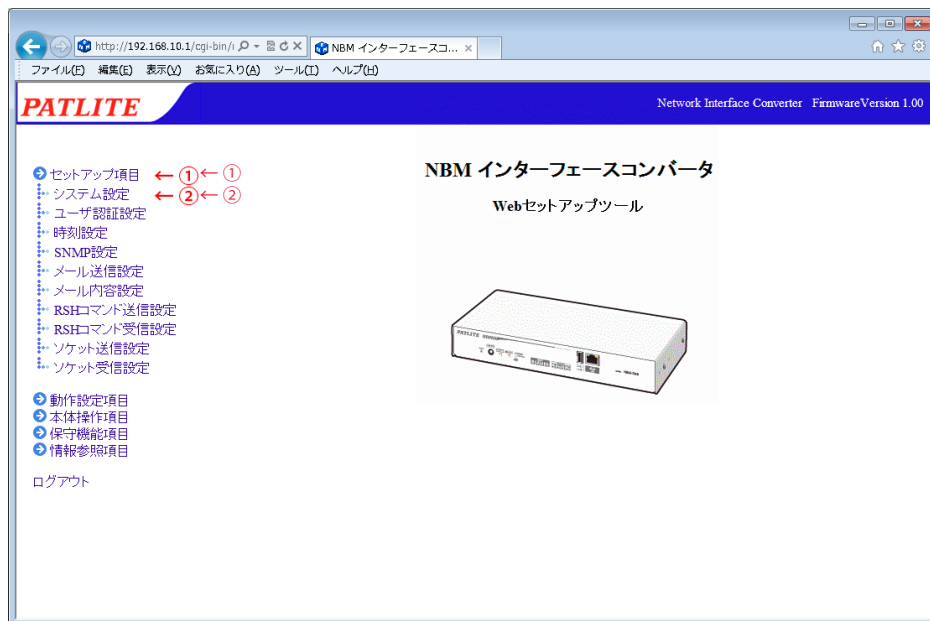 http://192.168.10.1/cgi-bin/i
NBM インターフェースコ...
ファイル(F) 編集(E) 表示(V) お気に入り(A) ツール(T) ヘルプ(H)
PATLITE
Network Interface Converter FirmwareVersion 1.00
セットアップ項目 ←①←①
システム設定 ←②←②
ユーザ認証設定
時刻設定
SNMP設定
メール送信設定
メール内容設定
RSHコマンド送信設定
RSHコマンド受信設定
ソケット送信設定
ソケット受信設定
動作設定項目
本体操作項目
保守機能項目
情報参照項目
ログアウト
NBM インターフェースコンバータ
Webセットアップツール
PATLITE